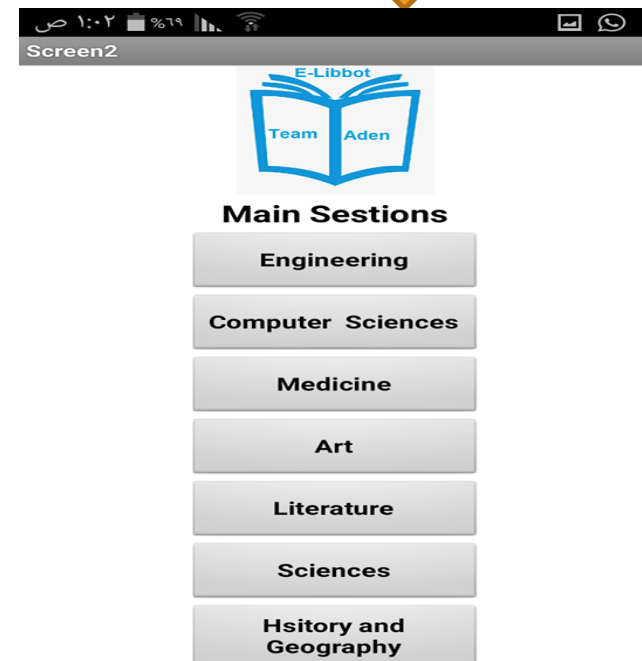 ١:٠٢ ص %٦٩
Screen2
E-Libbot
Team Aden
Main Sestions
Engineering
Computer Sciences
Medicine
Art
Literature
Sciences
Hsitory and
Geography